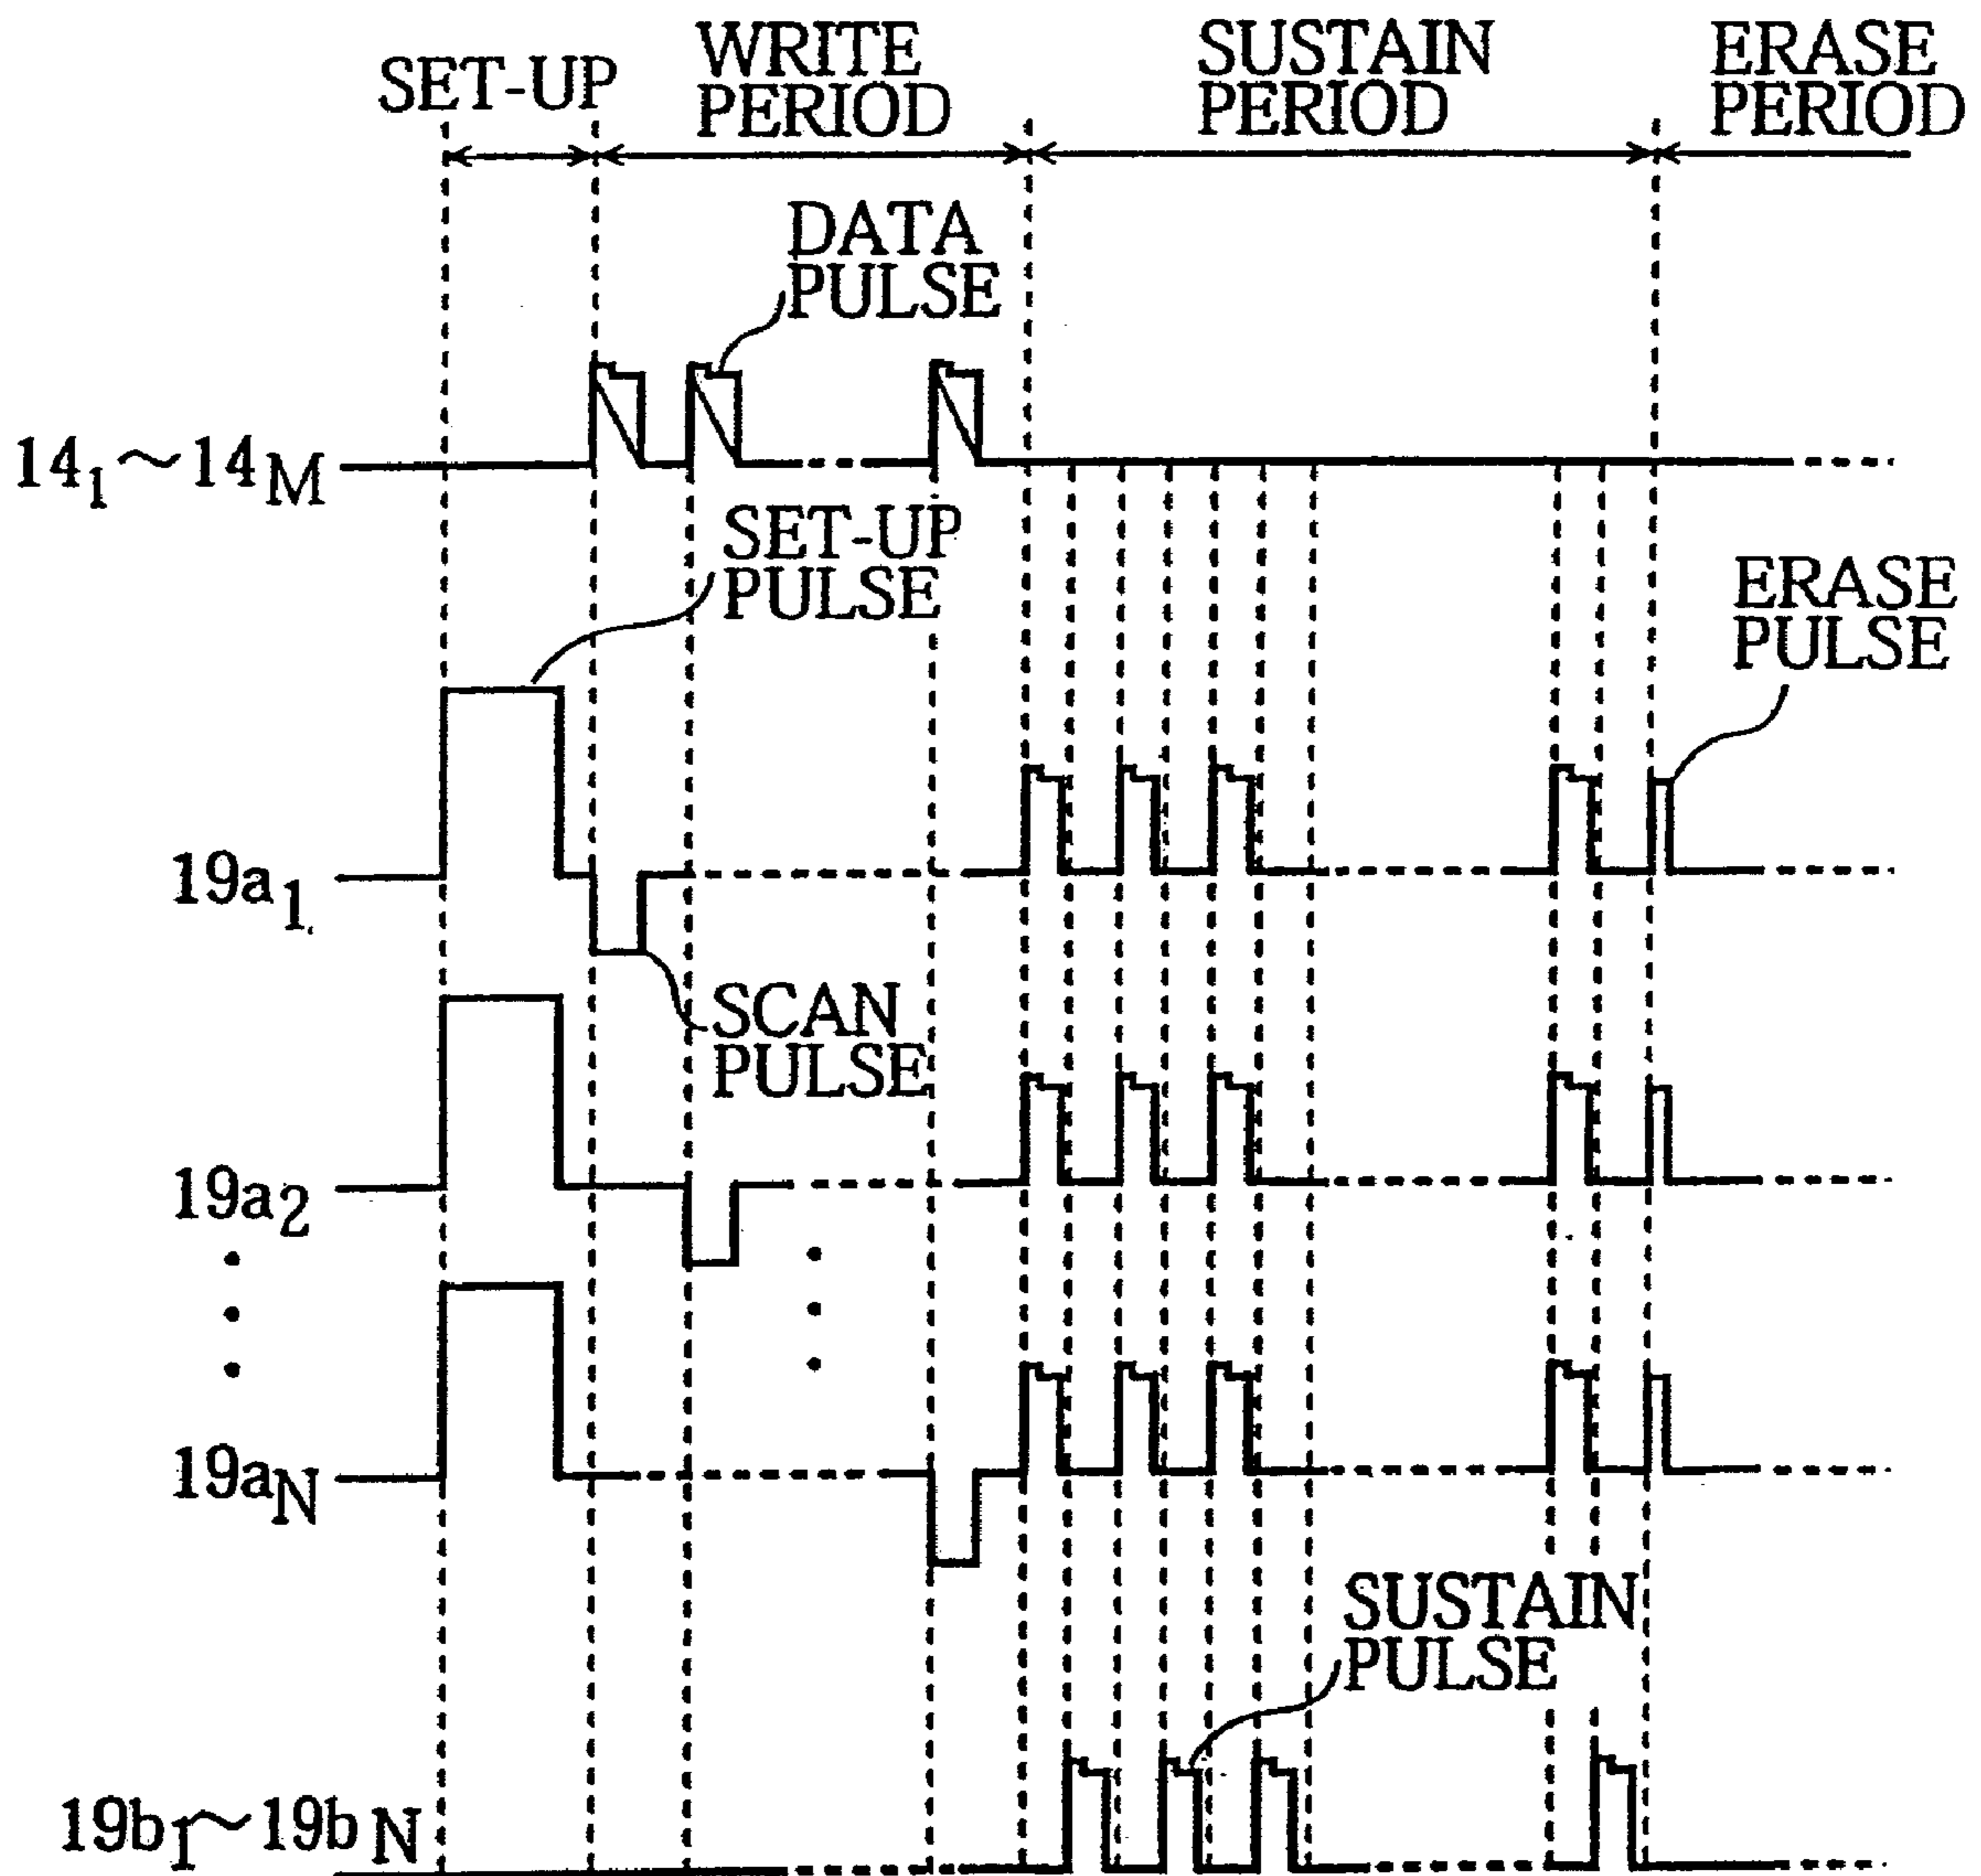 SET-UP
WRITE
PERIOD
SUSTAIN
PERIOD
ERASE
PERIOD
DATA
PULSE
14₁~14M
SET-UP
PULSE
ERASE
PULSE
19a₁
SCAN
PULSE
19a₂
19aN
SUSTAIN
PULSE
19b₁~19bN